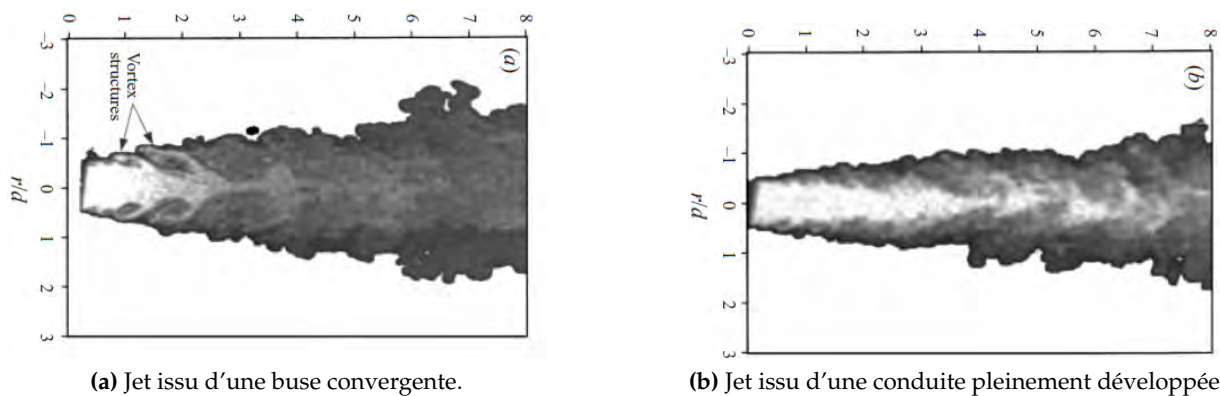 0 1 2 3 4 5 6 7 8
-3 -2 -1 0 1 2 3
r/d
(a)
Vortex
structures
(a) Jet issu d'une buse convergente.
0 1 2 3 4 5 6 7 8
-3 -2 -1 0 1 2 3
r/d
(b)
(b) Jet issu d'une conduite pleinement développée